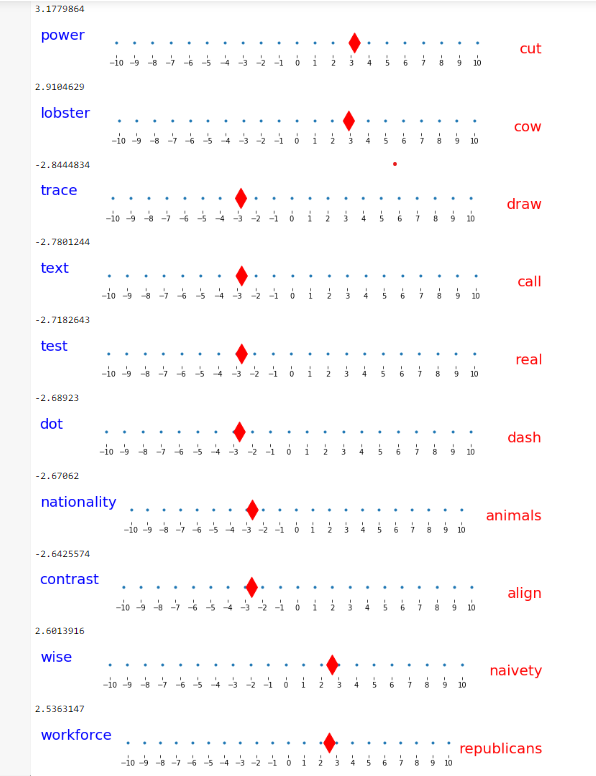 3.1779864
power
cut
−10 −9 −8 −7 −6 −5 −4 −3 −2 −1 0 1 2 3 4 5 6 7 8 9 10
2.9104629
lobster
cow
−10 −9 −8 −7 −6 −5 −4 −3 −2 −1 0 1 2 3 4 5 6 7 8 9 10
-2.8444834
trace
draw
−10 −9 −8 −7 −6 −5 −4 −3 −2 −1 0 1 2 3 4 5 6 7 8 9 10
-2.7801244
text
call
−10 −9 −8 −7 −6 −5 −4 −3 −2 −1 0 1 2 3 4 5 6 7 8 9 10
-2.7182643
test
real
−10 −9 −8 −7 −6 −5 −4 −3 −2 −1 0 1 2 3 4 5 6 7 8 9 10
-2.68923
dot
dash
−10 −9 −8 −7 −6 −5 −4 −3 −2 −1 0 1 2 3 4 5 6 7 8 9 10
-2.67062
nationality
animals
−10 −9 −8 −7 −6 −5 −4 −3 −2 −1 0 1 2 3 4 5 6 7 8 9 10
-2.6425574
contrast
align
−10 −9 −8 −7 −6 −5 −4 −3 −2 −1 0 1 2 3 4 5 6 7 8 9 10
2.6013916
wise
naivety
−10 −9 −8 −7 −6 −5 −4 −3 −2 −1 0 1 2 3 4 5 6 7 8 9 10
2.5363147
workforce
republicans
−10 −9 −8 −7 −6 −5 −4 −3 −2 −1 0 1 2 3 4 5 6 7 8 9 10